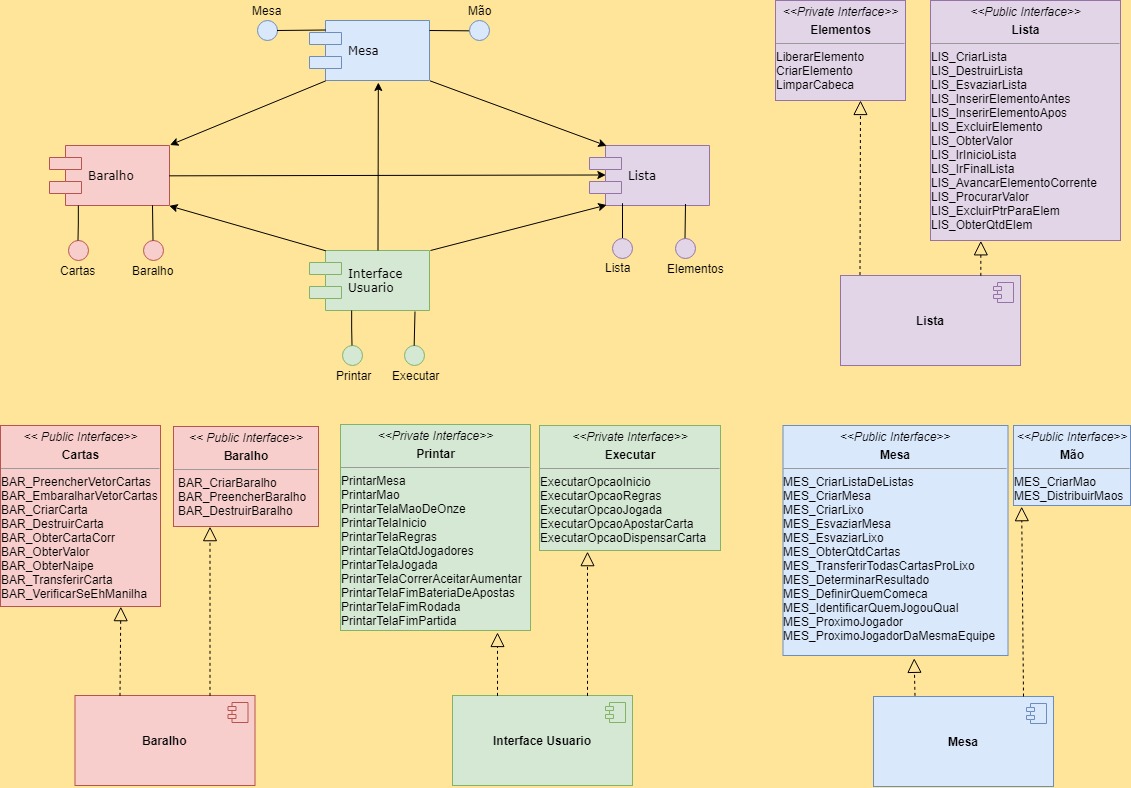 Mesa
Mão
Mesa
Baralho
Lista
Cartas
Baralho
Interface
Usuario
Lista
Elementos
Printar
Executar
<<Private Interface>>
Elementos
LiberarElemento
CriarElemento
LimparCabeca
<<Public Interface>>
Lista
LIS_CriarLista
LIS_DestruirLista
LIS_EsvaziarLista
LIS_InserirElementoAntes
LIS_InserirElementoApos
LIS_ExcluirElemento
LIS_ObterValor
LIS_IrInicioLista
LIS_IrFinalLista
LIS_AvancarElementoCorrente
LIS_ProcurarValor
LIS_ExcluirPtrParaElem
LIS_ObterQtdElem
Lista
<< Public Interface>>
Cartas
BAR_PreencherVetorCartas
BAR_EmbaralharVetorCartas
BAR_CriarCarta
BAR_DestruirCarta
BAR_ObterCartaCorr
BAR_ObterValor
BAR_ObterNaipe
BAR_TransferirCarta
BAR_VerificarSeEhManilha
<< Public Interface>>
Baralho
BAR_CriarBaralho
BAR_PreencherBaralho
BAR_DestruirBaralho
Baralho
<<Private Interface>>
Printar
PrintarMesa
PrintarMao
PrintarTelaMaoDeOnze
PrintarTelaInicio
PrintarTelaRegras
PrintarTelaQtdJogadores
PrintarTelaJogada
PrintarTelaCorrerAceitarAumentar
PrintarTelaFimBateriaDeApostas
PrintarTelaFimRodada
PrintarTelaFimPartida
<<Private Interface>>
Executar
ExecutarOpcaoInicio
ExecutarOpcaoRegras
ExecutarOpcaoJogada
ExecutarOpcaoApostarCarta
ExecutarOpcaoDispensarCarta
Interface Usuario
<<Public Interface>>
Mesa
MES_CriarListaDeListas
MES_CriarMesa
MES_CriarLixo
MES_EsvaziarMesa
MES_EsvaziarLixo
MES_ObterQtdCartas
MES_TransferirTodasCartasProLixo
MES_DeterminarResultado
MES_DefinirQuemComeca
MES_IdentificarQuemJogouQual
MES_ProximoJogador
MES_ProximoJogadorDaMesmaEquipe
<<Public Interface>>
Mão
MES_CriarMao
MES_DistribuirMaos
Mesa